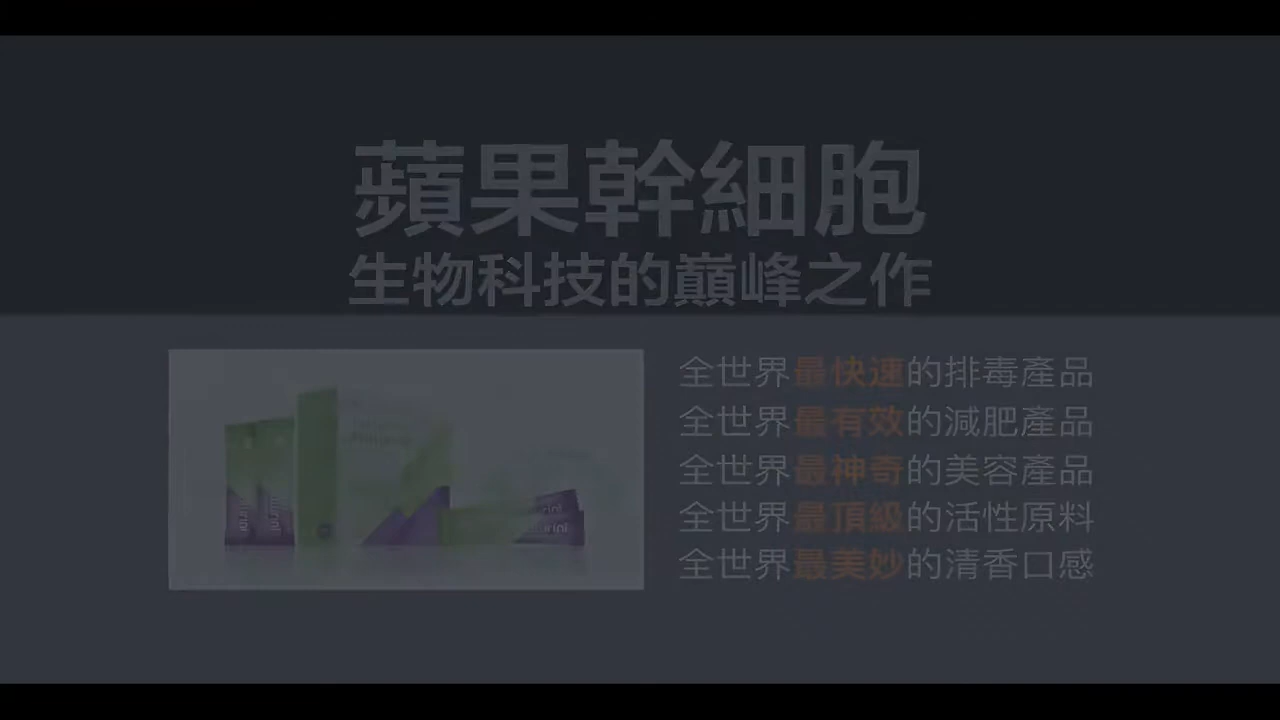 蘋果幹細胞
生物科技的巔峰之作
全世界最快速的排毒產品
全世界最有效的減肥產品
全世界最神奇的美容產品
全世界最頂級的活性原料
全世界最美妙的清香口感